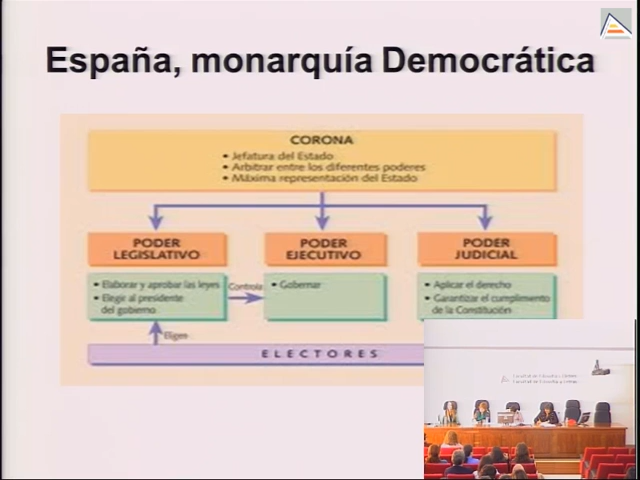 España, monarquía Democrática
CORONA
• Jefatura del Estado
• Arbitrar entre los diferentes poderes
• Máxima representación del Estado
PODER
LEGISLATIVO
PODER
EJECUTIVO
PODER
JUDICIAL
• Elaborar y aprobar las leyes
• Elegir al presidente
del gobierno
Controla
• Gobernar
• Aplicar el derecho
• Garantizar el cumplimiento
de la Constitución
Eligen
ELECTORES